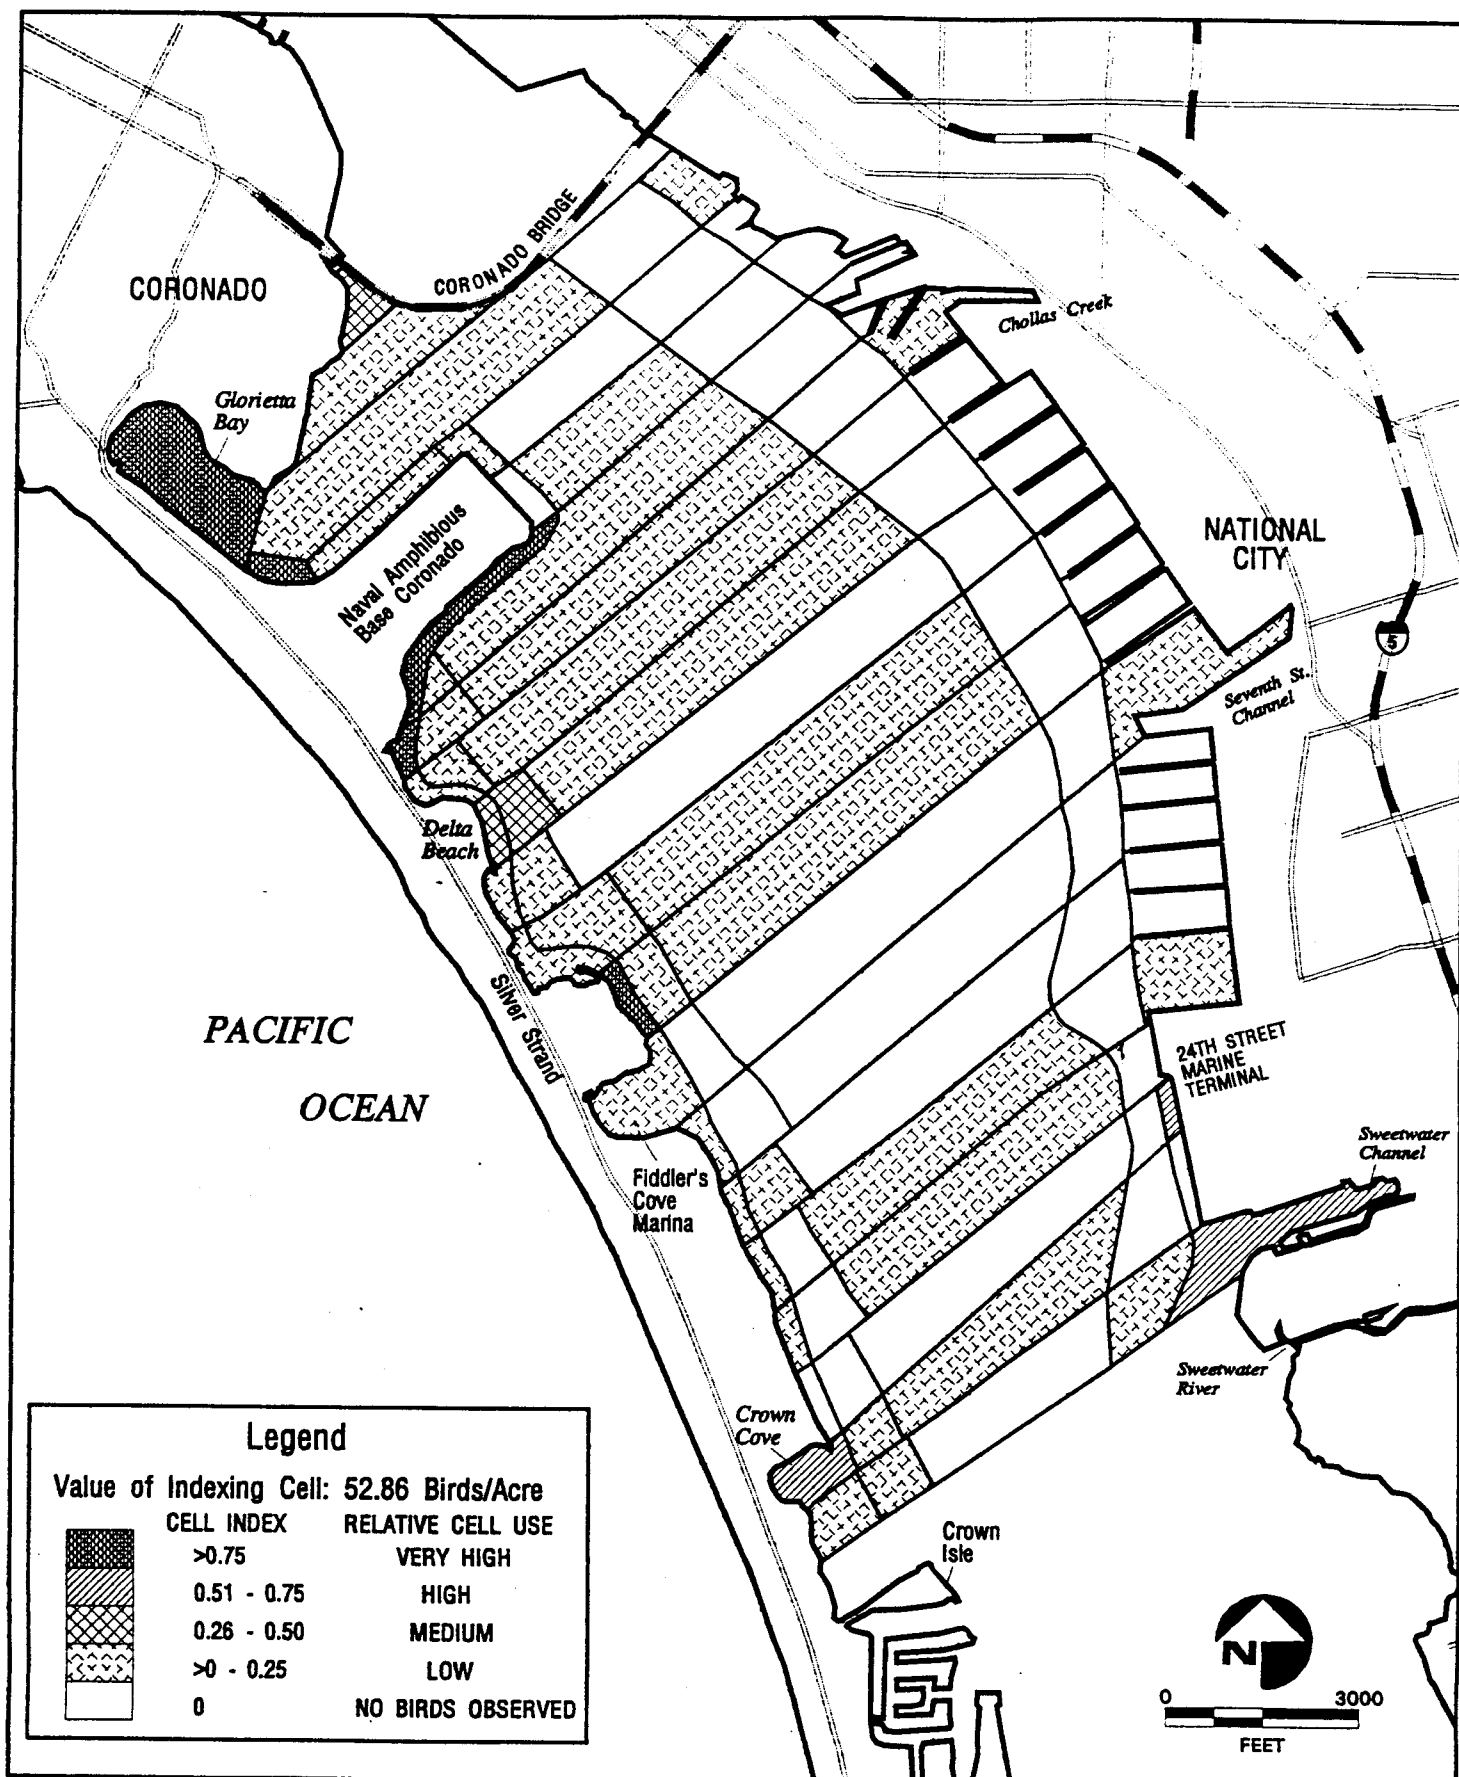 CORONADO BRIDGE
CORONADO
Chollas Creek
Glorietta
Bay
Naval Amphibious
Base Coronado
NATIONAL
CITY
5
Seventh St.
Channel
Delta
Beach
Silver Strand
PACIFIC
OCEAN
24TH STREET
MARINE
TERMINAL
Sweetwater
Channel
Fiddler's
Cove
Marina
Sweetwater
River
Crown
Cove
Crown
Isle
Legend
Value of Indexing Cell: 52.86 Birds/Acre
CELL INDEX RELATIVE CELL USE
>0.75 VERY HIGH
0.51 - 0.75 HIGH
0.26 - 0.50 MEDIUM
>0 - 0.25 LOW
0 NO BIRDS OBSERVED
N
0 3000
FEET